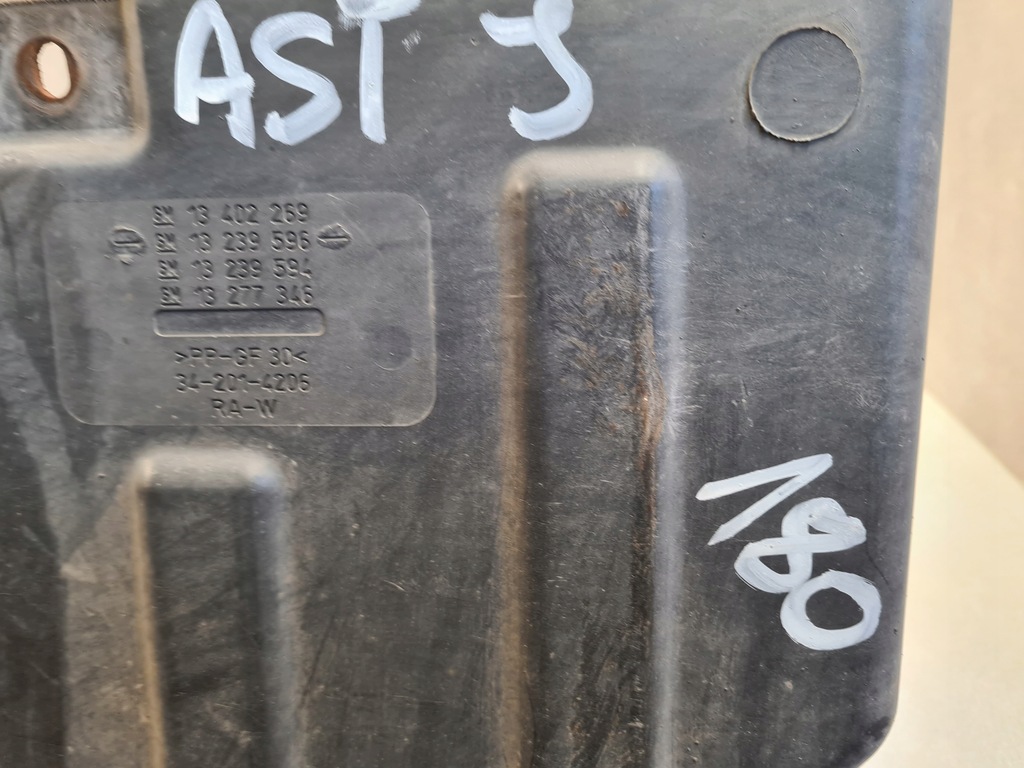 AST J
GM 13 402 269
GM 13 239 596
GM 13 239 594
GM 13 277 346
>PP-GF 30<
34-201-4206
RA-W
180